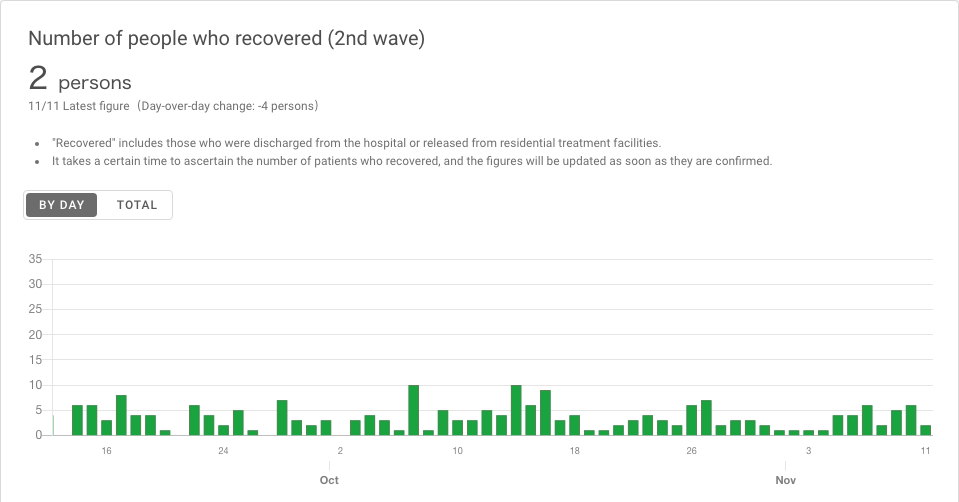 Number of people who recovered (2nd wave)
2 persons
11/11 Latest figure（Day-over-day change: -4 persons）
• "Recovered" includes those who were discharged from the hospital or released from residential treatment facilities.
• It takes a certain time to ascertain the number of patients who recovered, and the figures will be updated as soon as they are confirmed.
BY DAY TOTAL
35
30
25
20
15
10
5
0
16 24 2 10 18 26 3 11
Oct Nov